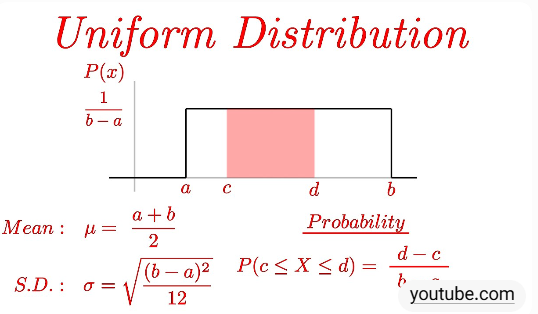 Uniform Distribution
P(x)
1
b − a
a c d b
Mean : μ = a + b
2
Probability
S.D. : σ = √(b − a)²
12
P(c ≤ X ≤ d) = d − c
b
youtube.com